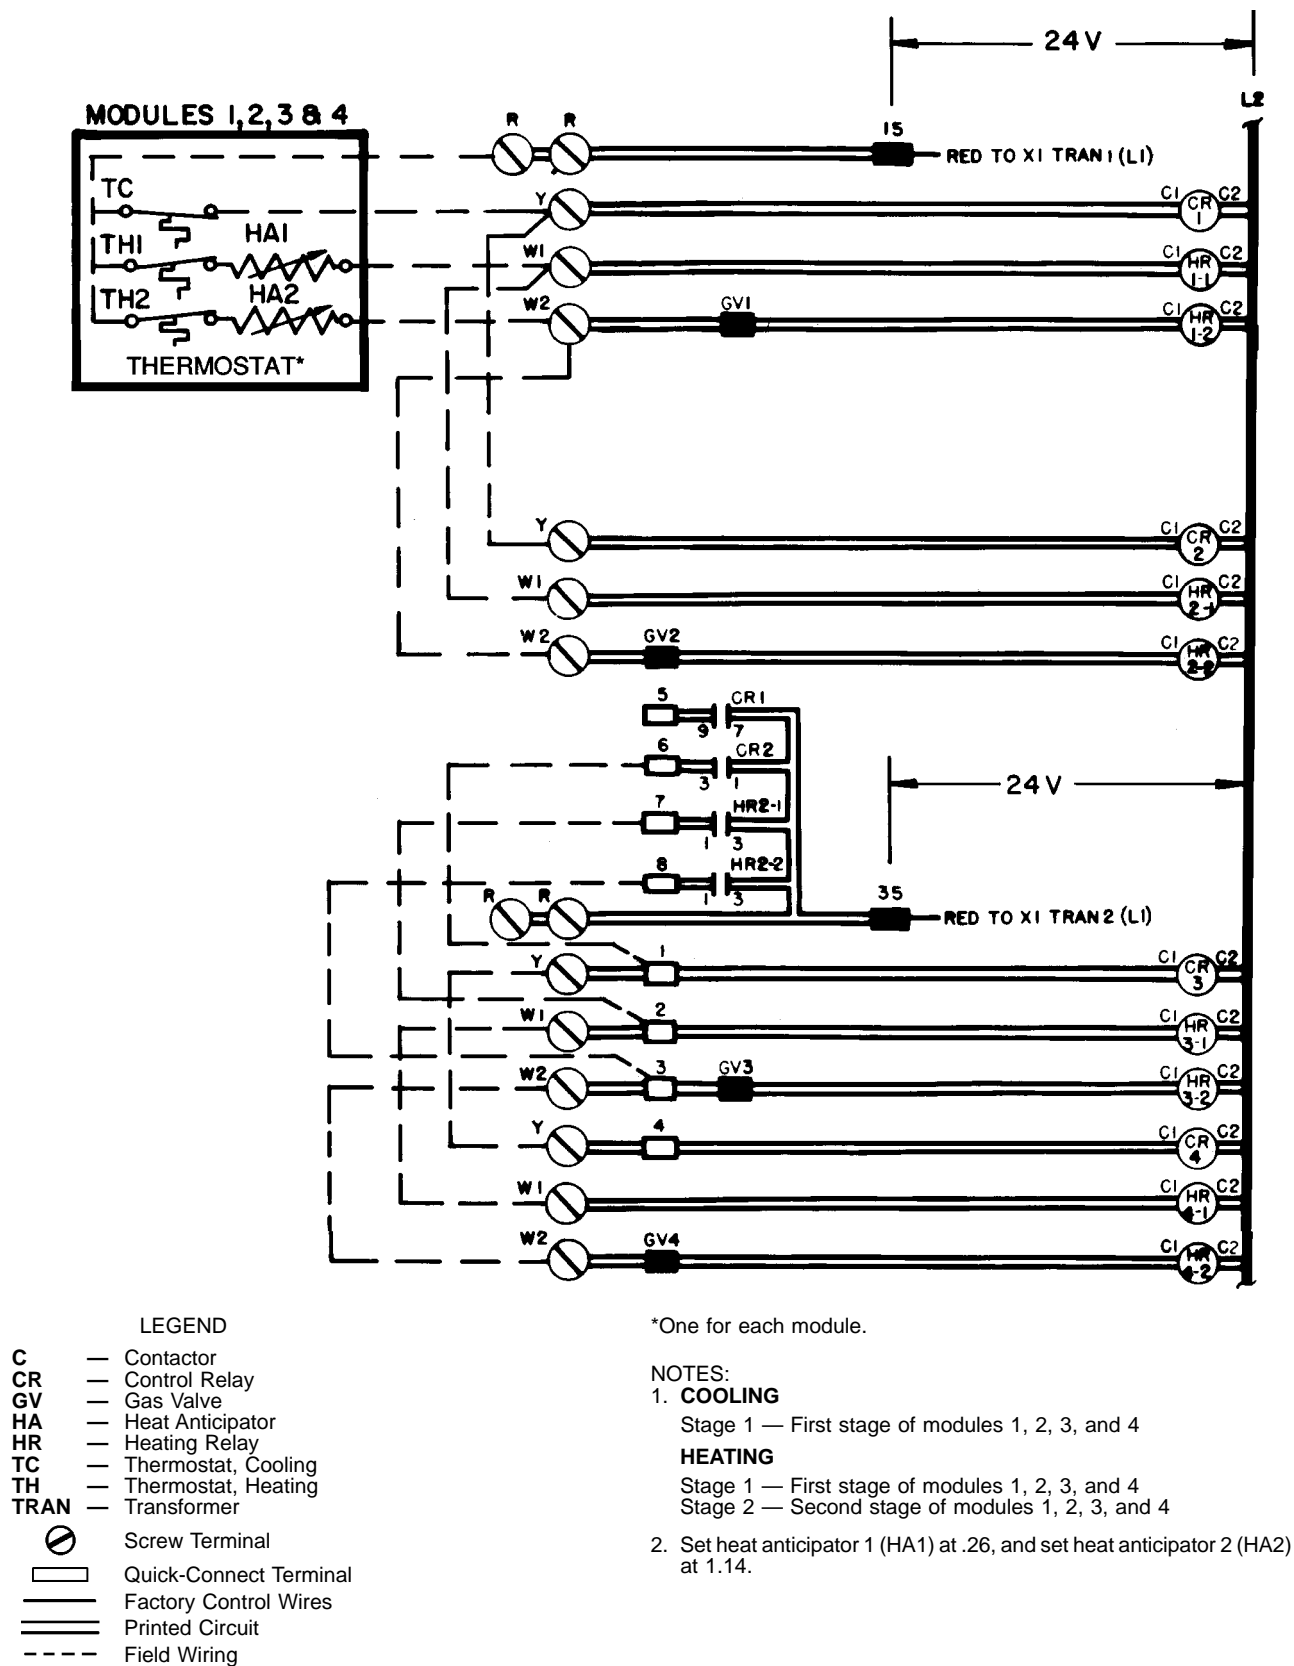 24V
L2
MODULES 1,2,3 & 4
R R 15
RED TO X1 TRAN 1 (L1)
TC
Y C1 CR 1 C2
TH1 HA1
W1 C1 HR 1-1 C2
TH2 HA2
W2 GV1 C1 HR 1-2 C2
THERMOSTAT*
Y C1 CR 2 C2
W1 C1 HR 2-1 C2
W2 GV2 C1 HR 2-2 C2
5 CR1
9 7
6 CR2
3 1
24V
7 HR2-1
1 3
8 HR2-2
1 3
R R 35
RED TO X1 TRAN 2 (L1)
Y 1 C1 CR 3 C2
W1 2 C1 HR 3-1 C2
W2 3 GV3 C1 HR 3-2 C2
Y 4 C1 CR 4 C2
W1 C1 HR 4-1 C2
W2 GV4 C1 HR 4-2 C2
LEGEND
C — Contactor
CR — Control Relay
GV — Gas Valve
HA — Heat Anticipator
HR — Heating Relay
TC — Thermostat, Cooling
TH — Thermostat, Heating
TRAN — Transformer
Screw Terminal
Quick-Connect Terminal
Factory Control Wires
Printed Circuit
Field Wiring
*One for each module.
NOTES:
1. COOLING
Stage 1 — First stage of modules 1, 2, 3, and 4
HEATING
Stage 1 — First stage of modules 1, 2, 3, and 4
Stage 2 — Second stage of modules 1, 2, 3, and 4
2. Set heat anticipator 1 (HA1) at .26, and set heat anticipator 2 (HA2)
at 1.14.